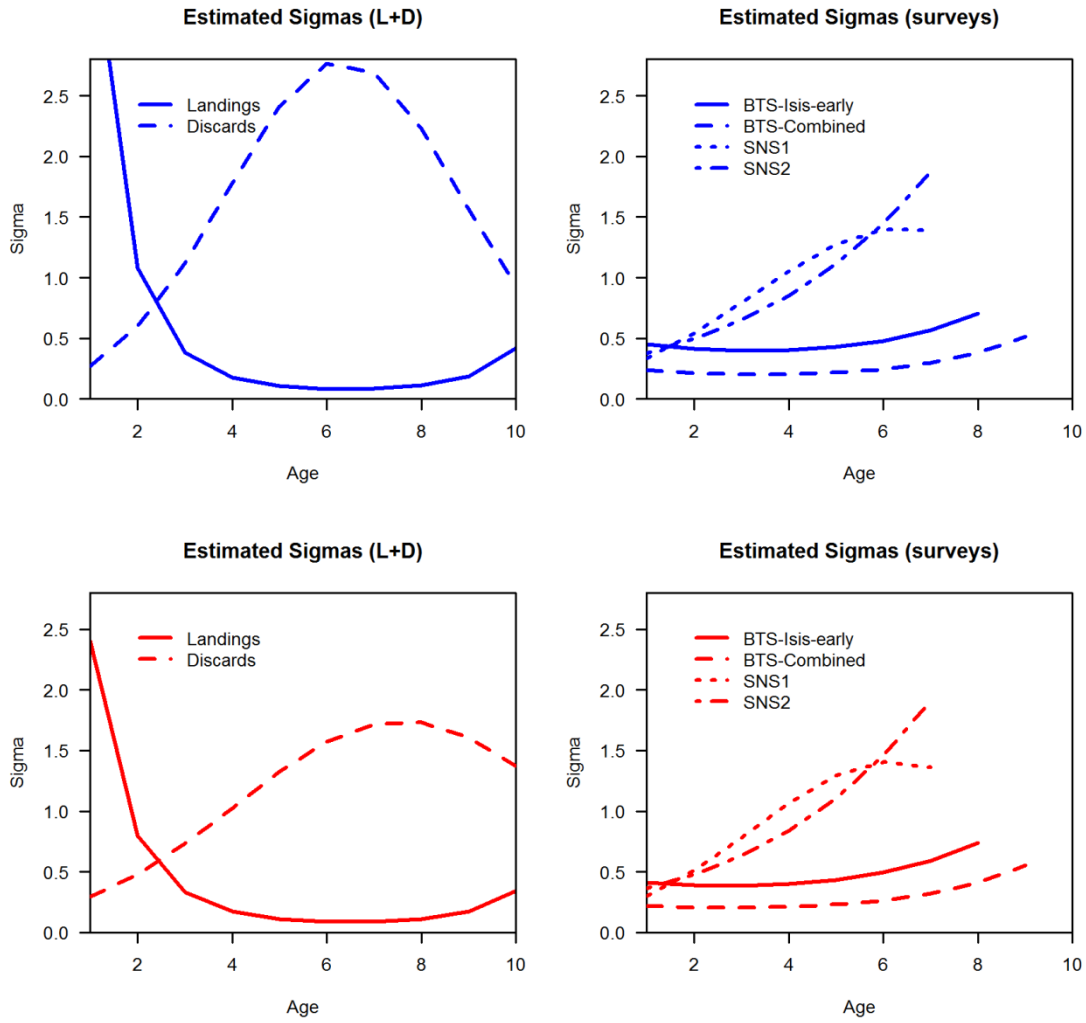 Estimated Sigmas (L+D)
Sigma
2.5
2.0
1.5
1.0
0.5
0.0
Landings
Discards
2 4 6 8 10
Age
Estimated Sigmas (surveys)
Sigma
2.5
2.0
1.5
1.0
0.5
0.0
BTS-Isis-early
BTS-Combined
SNS1
SNS2
2 4 6 8 10
Age
Estimated Sigmas (L+D)
Sigma
2.5
2.0
1.5
1.0
0.5
0.0
Landings
Discards
2 4 6 8 10
Age
Estimated Sigmas (surveys)
Sigma
2.5
2.0
1.5
1.0
0.5
0.0
BTS-Isis-early
BTS-Combined
SNS1
SNS2
2 4 6 8 10
Age